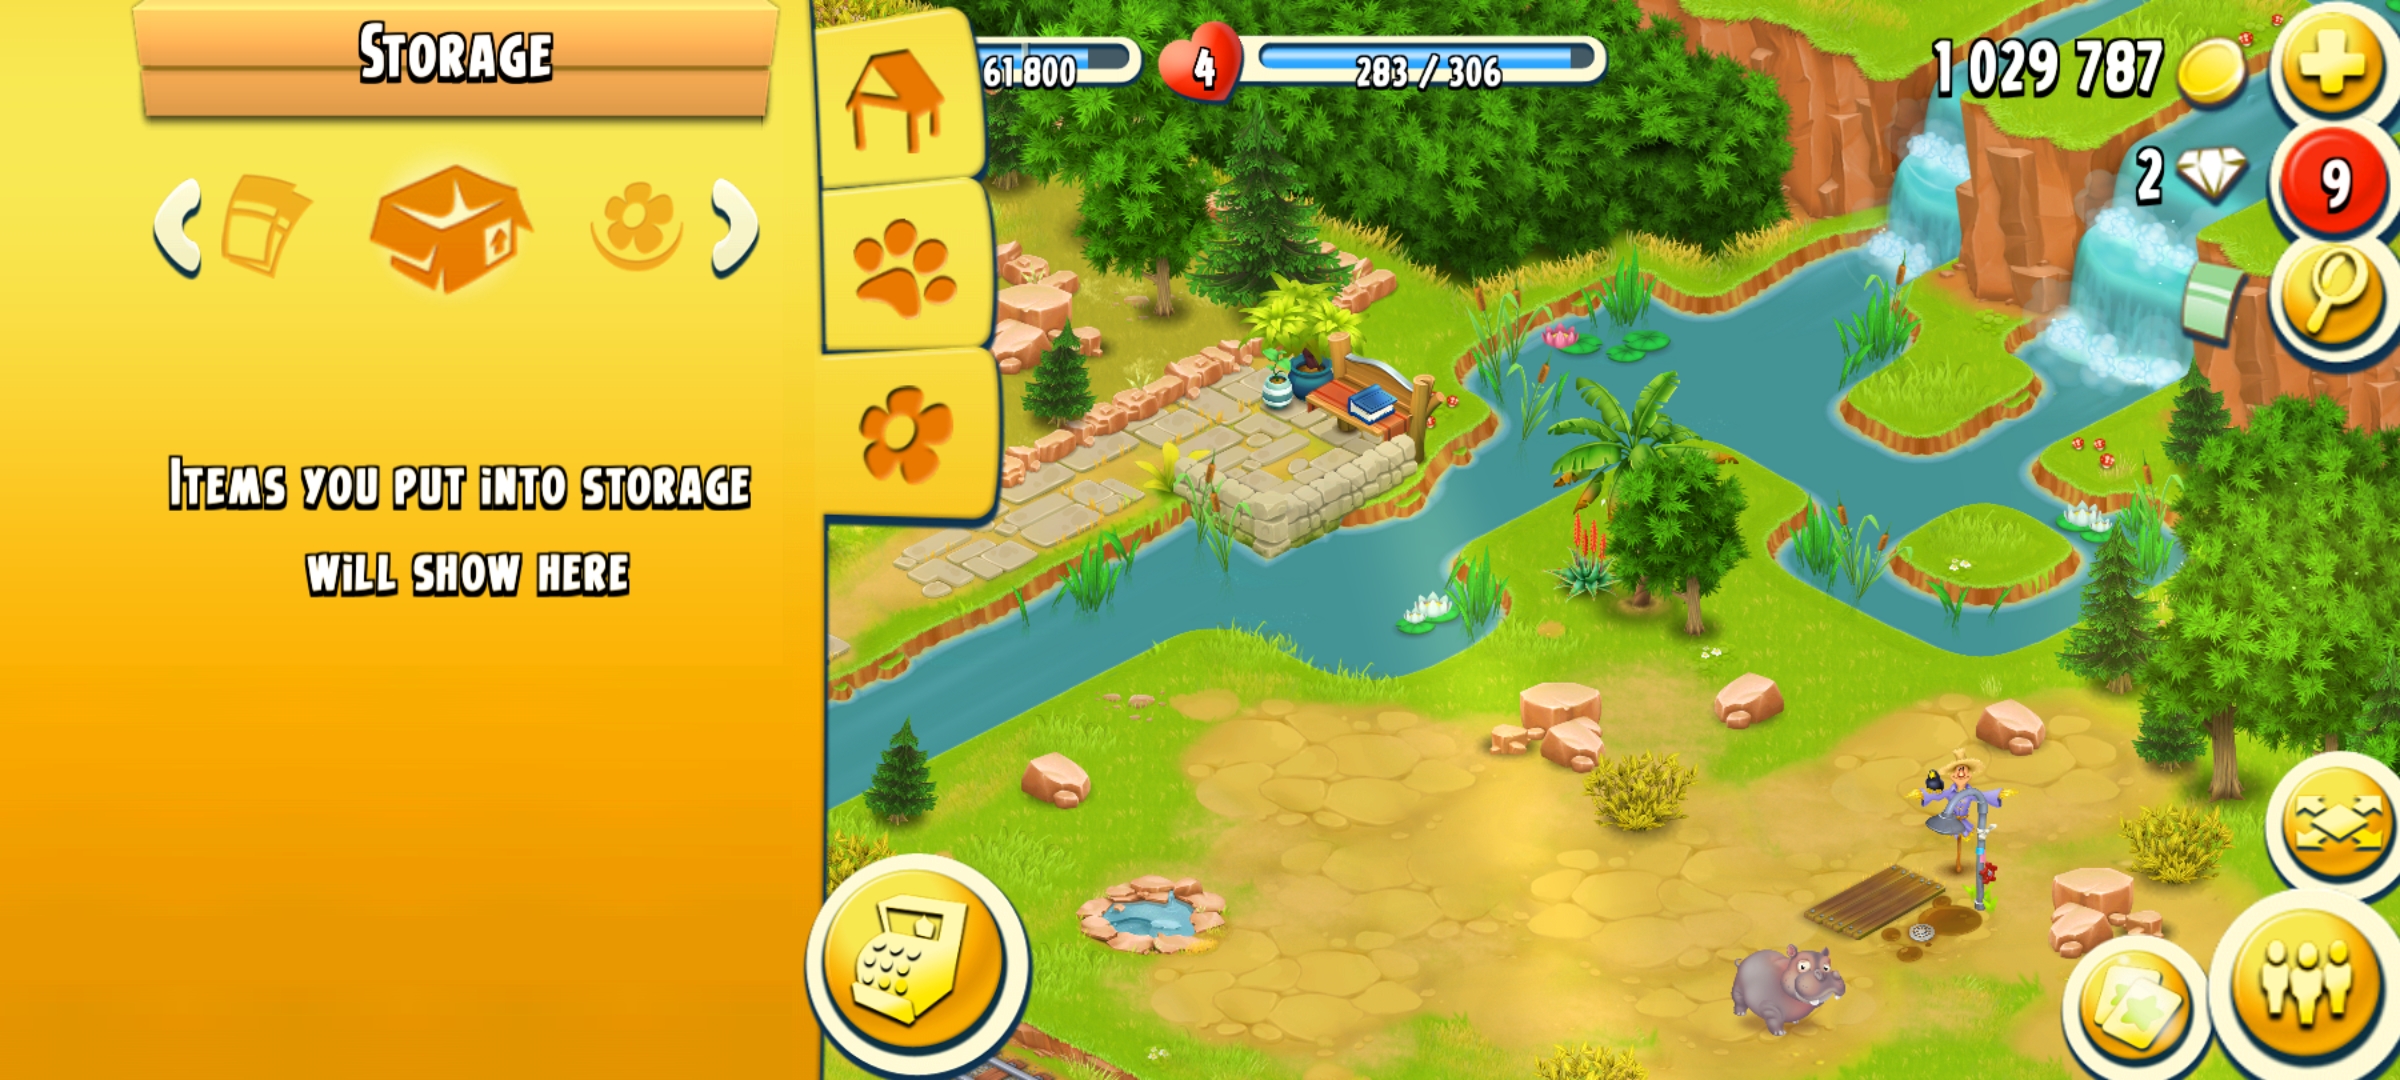 Storage
61 800
4
283 / 306
1 029 787
2
9
Items you put into storage
will show here